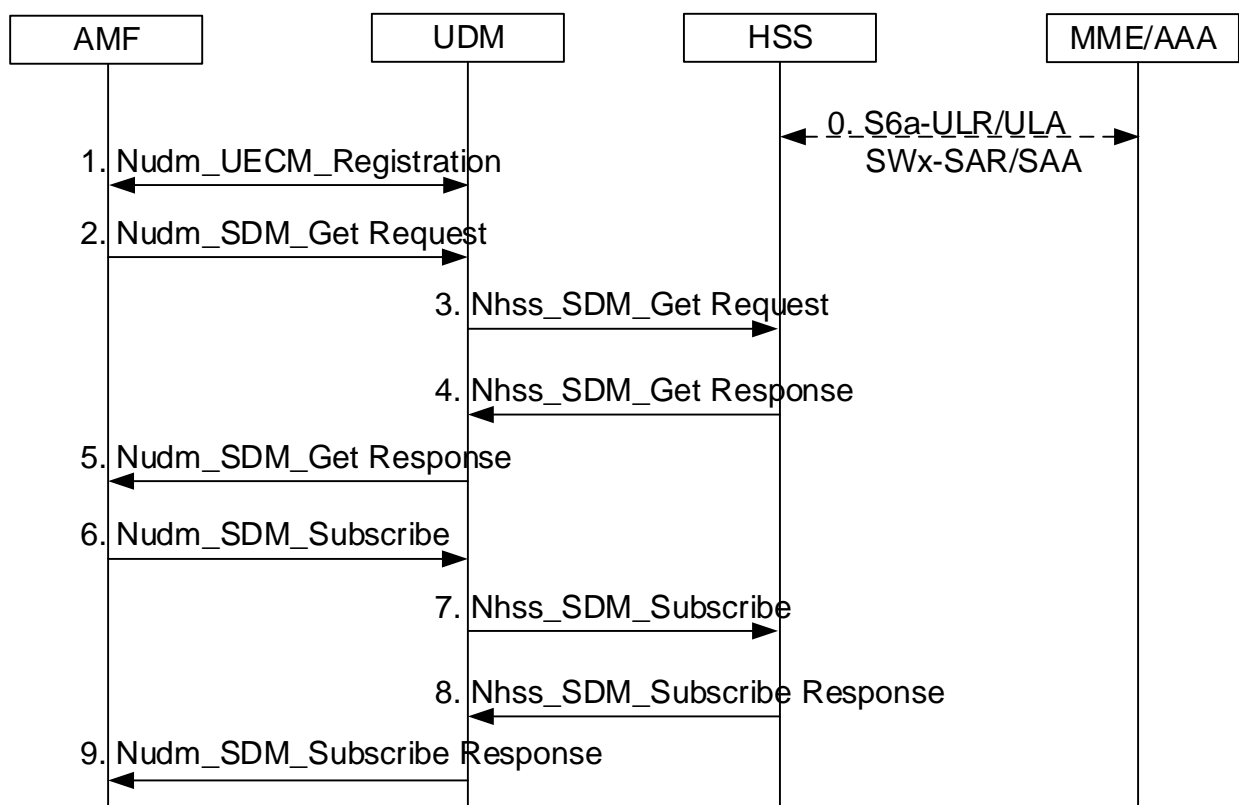 AMF
UDM
HSS
MME/AAA
0. S6a-ULR/ULA
SWx-SAR/SAA
1. Nudm_UECM_Registration
2. Nudm_SDM_Get Request
3. Nhss_SDM_Get Request
4. Nhss_SDM_Get Response
5. Nudm_SDM_Get Response
6. Nudm_SDM_Subscribe
7. Nhss_SDM_Subscribe
8. Nhss_SDM_Subscribe Response
9. Nudm_SDM_Subscribe Response